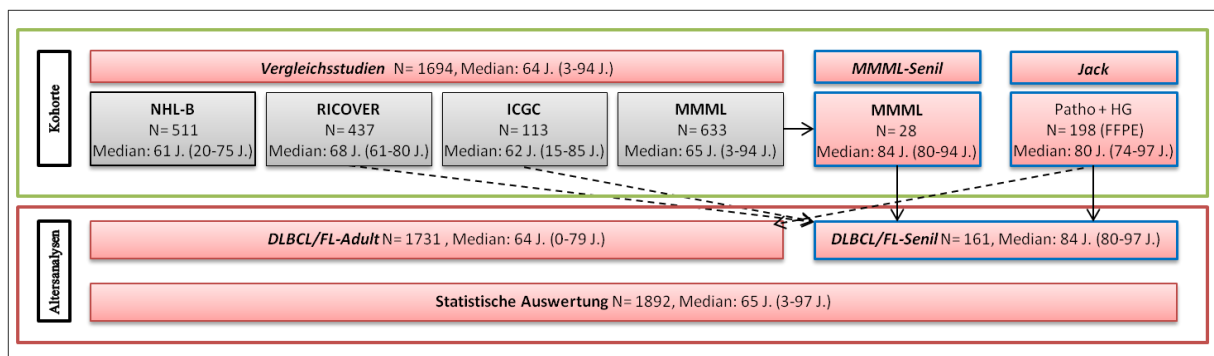 Kohorte
Vergleichsstudien N= 1694, Median: 64 J. (3-94 J.)
MMML-Senil
Jack
NHL-B
N= 511
Median: 61 J. (20-75 J.)
RICOVER
N= 437
Median: 68 J. (61-80 J.)
ICGC
N= 113
Median: 62 J. (15-85 J.)
MMML
N= 633
Median: 65 J. (3-94 J.)
MMML
N= 28
Median: 84 J. (80-94 J.)
Patho + HG
N= 198 (FFPE)
Median: 80 J. (74-97 J.)
Altersanalysen
DLBCL/FL-Adult N= 1731 , Median: 64 J. (0-79 J.)
DLBCL/FL-Senil N= 161, Median: 84 J. (80-97 J.)
Statistische Auswertung N= 1892, Median: 65 J. (3-97 J.)